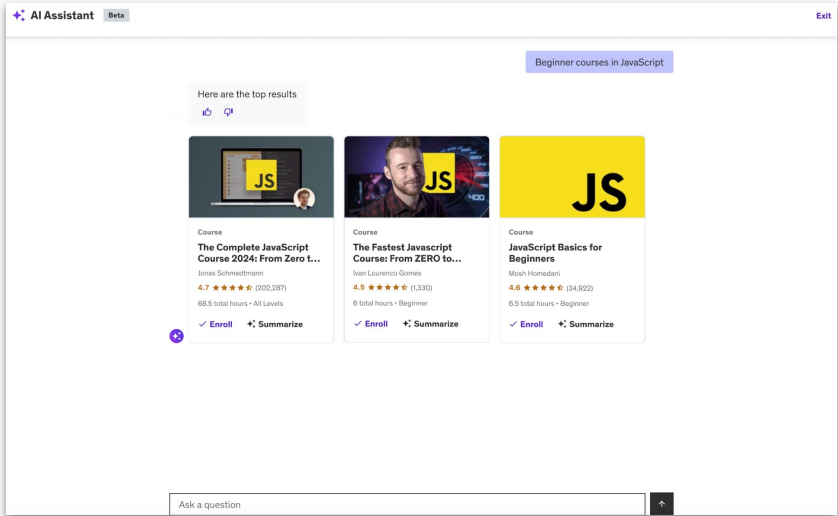 AI Assistant Beta
Exit
Beginner courses in JavaScript
Here are the top results
JS
JS
400
JS
Course
The Complete JavaScript
Course 2024: From Zero t...
Jonas Schmedtmann
4.7 (202,287)
68.5 total hours • All Levels
Enroll Summarize
Course
The Fastest Javascript
Course: From ZERO to...
Ivan Lourenco Gomes
4.5 (1,330)
6 total hours • Beginner
Enroll Summarize
Course
JavaScript Basics for
Beginners
Mosh Homedani
4.6 (34,922)
6.5 total hours • Beginner
Enroll Summarize
Ask a question